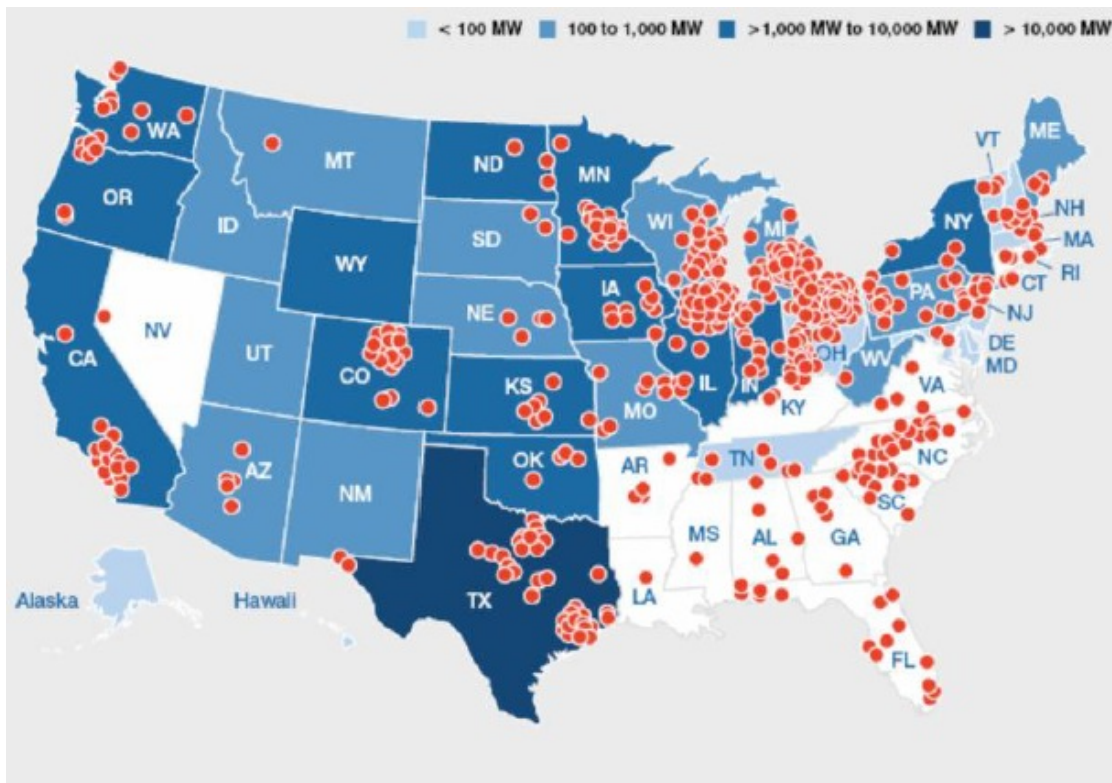 < 100 MW 100 to 1,000 MW >1,000 MW to 10,000 MW > 10,000 MW
WA
MT
ND
MN
VT
ME
OR
ID
SD
WI
MI
NY
NH
MA
WY
RI
IA
PA
CT
NE
NJ
NV
UT
CO
IL
IN
OH
DE
MD
CA
KS
MO
WV
VA
KY
AZ
NM
OK
AR
TN
NC
SC
MS
AL
GA
Alaska
Hawaii
TX
LA
FL